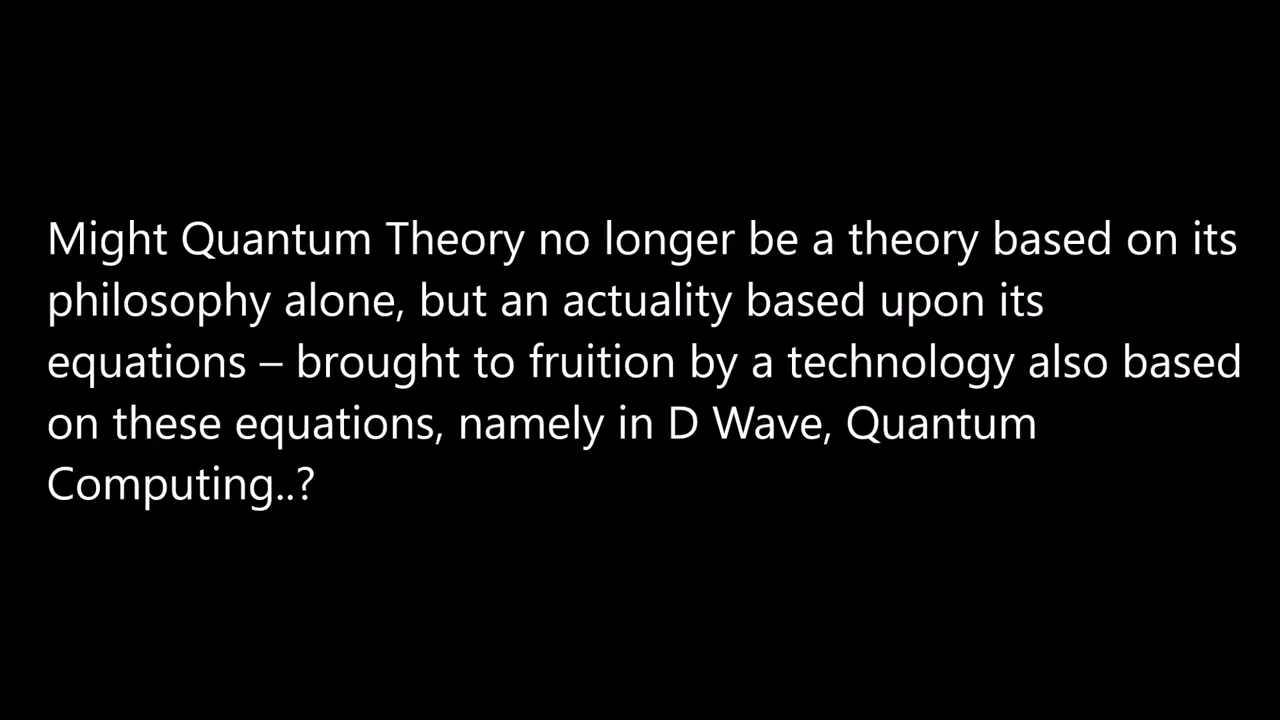 Might Quantum Theory no longer be a theory based on its
philosophy alone, but an actuality based upon its
equations – brought to fruition by a technology also based
on these equations, namely in D Wave, Quantum
Computing..?